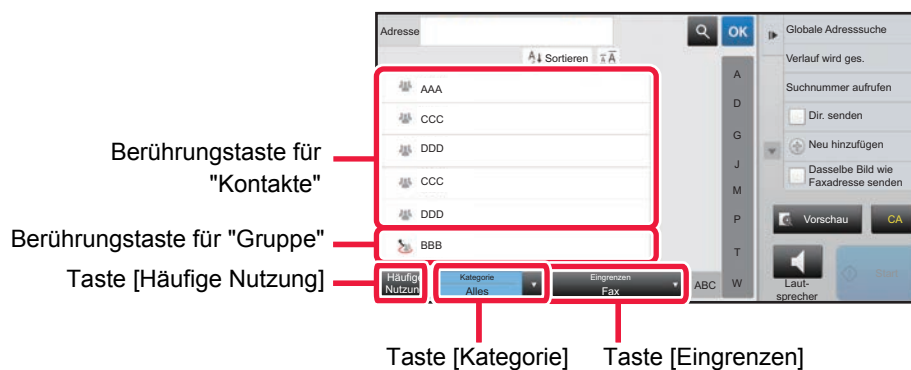 Adresse
OK
Globale Adresssuche
Sortieren
Verlauf wird ges.
A
AAA
Suchnummer aufrufen
D
CCC
Dir. senden
G
DDD
Neu hinzufügen
Berührungstaste für
"Kontakte"
J
CCC
Dasselbe Bild wie
Faxadresse senden
M
DDD
P
Vorschau
CA
Berührungstaste für "Gruppe"
BBB
T
Taste [Häufige Nutzung]
Häufige
Nutzun
Kategorie
Alles
Eingrenzen
Fax
ABC
W
Laut-
sprecher
Start
Taste [Kategorie]
Taste [Eingrenzen]